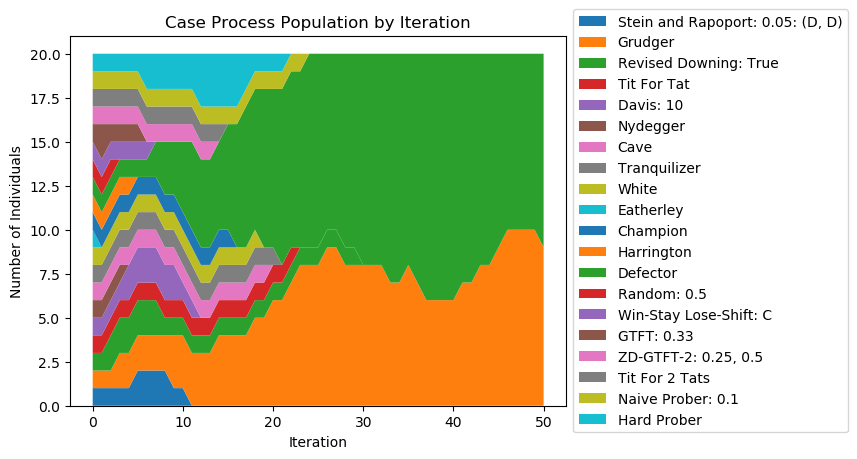 Case Process Population by Iteration
Number of Individuals
20.0
17.5
15.0
12.5
10.0
7.5
5.0
2.5
0.0
0
10
20
30
40
50
Iteration
Stein and Rapoport: 0.05: (D, D)
Grudger
Revised Downing: True
Tit For Tat
Davis: 10
Nydegger
Cave
Tranquilizer
White
Eatherley
Champion
Harrington
Defector
Random: 0.5
Win-Stay Lose-Shift: C
GTFT: 0.33
ZD-GTFT-2: 0.25, 0.5
Tit For 2 Tats
Naive Prober: 0.1
Hard Prober